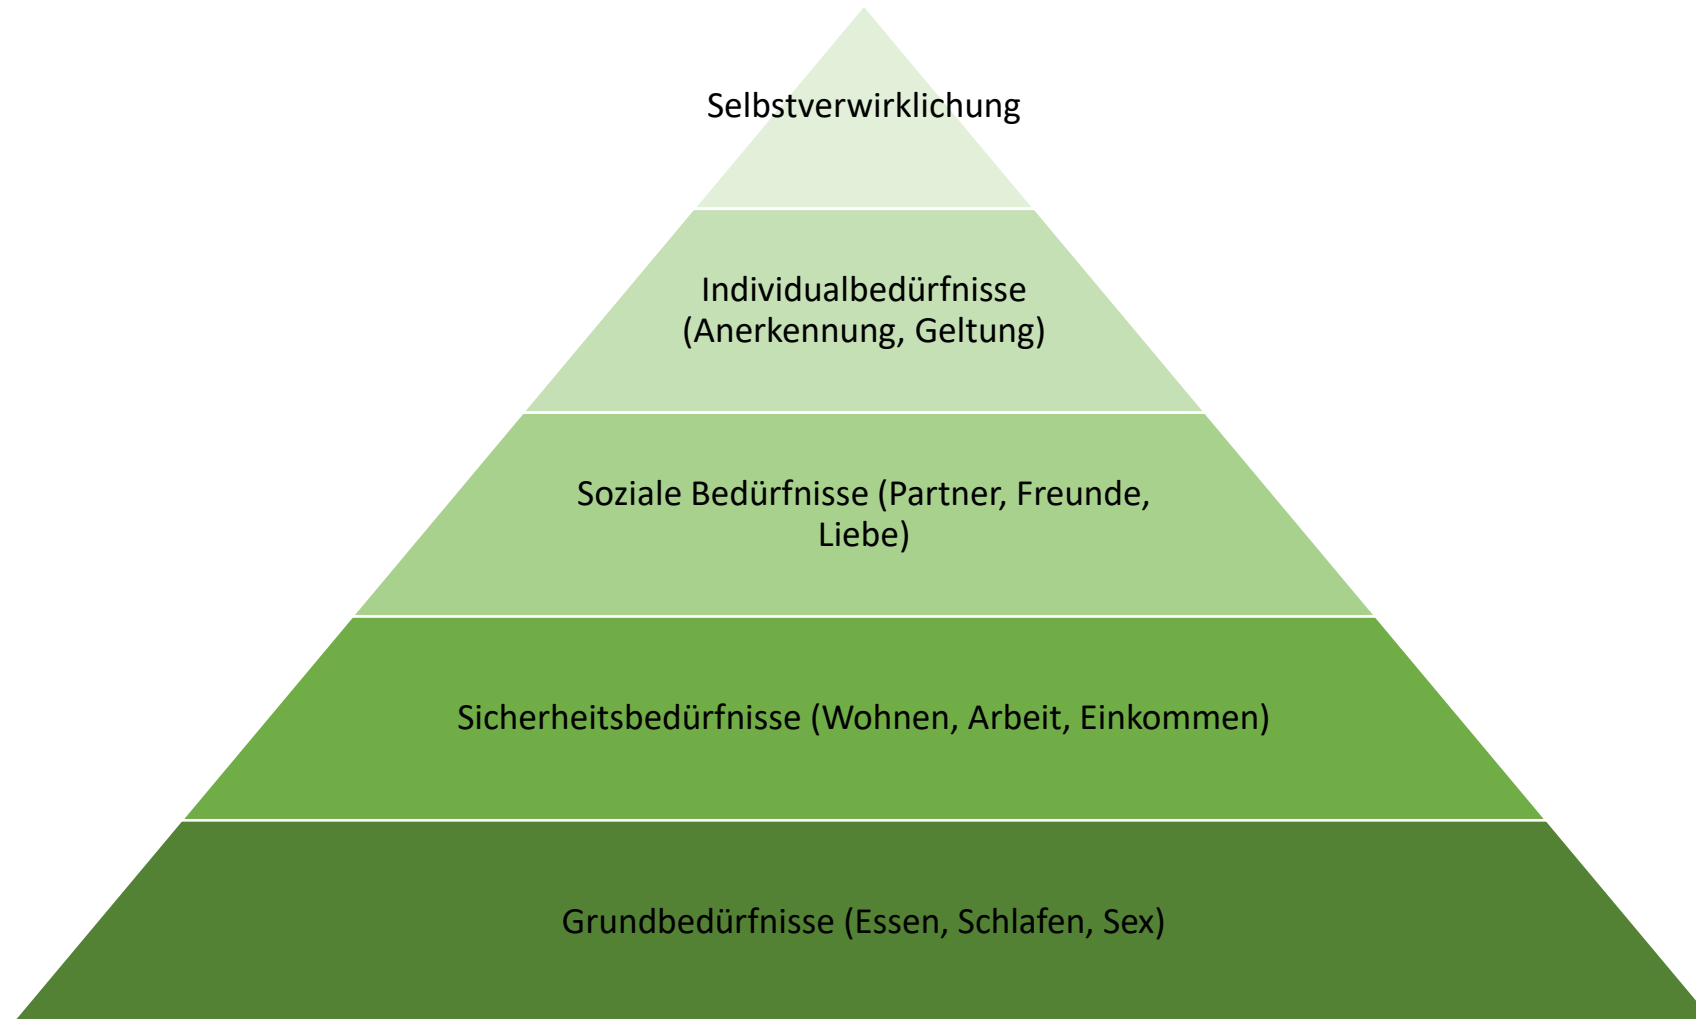 Selbstverwirklichung
Individualbedürfnisse
(Anerkennung, Geltung)
Soziale Bedürfnisse (Partner, Freunde,
Liebe)
Sicherheitsbedürfnisse (Wohnen, Arbeit, Einkommen)
Grundbedürfnisse (Essen, Schlafen, Sex)